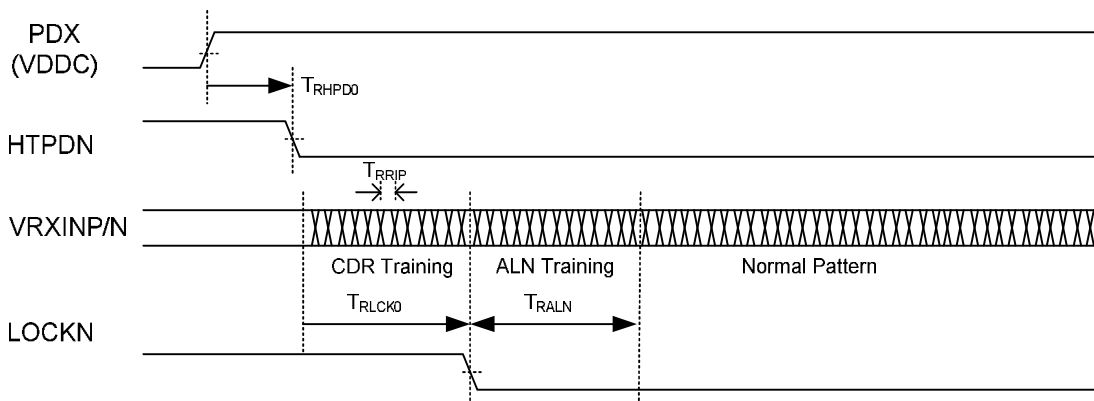 PDX
(VDDC)
TRHPD0
HTPDN
TRRIP
VRXINP/N
CDR Training
ALN Training
Normal Pattern
TRLCK0
TRALN
LOCKN